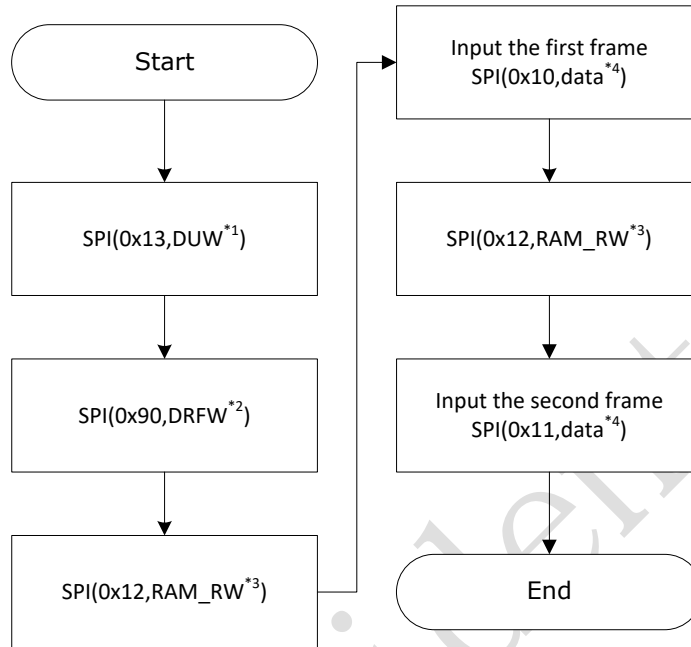 Start
SPI(0x13,DUW*1)
SPI(0x90,DRFW*2)
SPI(0x12,RAM_RW*3)
Input the first frame
SPI(0x10,data*4)
SPI(0x12,RAM_RW*3)
Input the second frame
SPI(0x11,data*4)
End